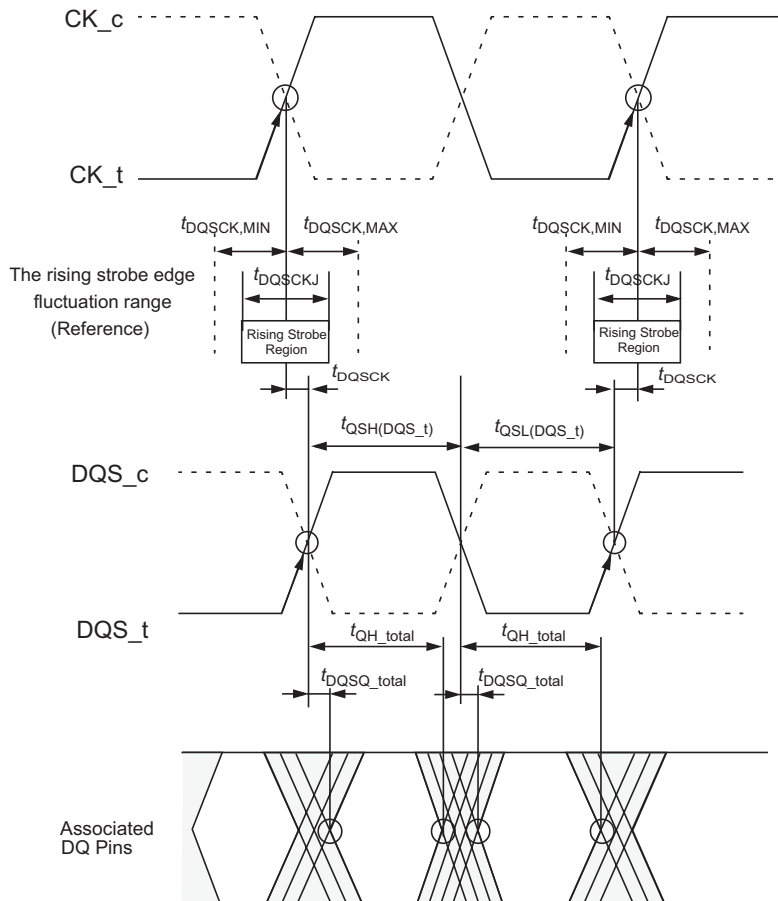 CK_c
CK_t
tDQSCK,MIN
tDQSCK,MAX
tDQSCK,MIN
tDQSCK,MAX
The rising strobe edge
fluctuation range
(Reference)
tDQSCKJ
tDQSCKJ
Rising Strobe
Region
Rising Strobe
Region
tDQSCK
tDQSCK
tQSH(DQS_t)
tQSL(DQS_t)
DQS_c
DQS_t
tQH_total
tQH_total
tDQSQ_total
tDQSQ_total
Associated
DQ Pins